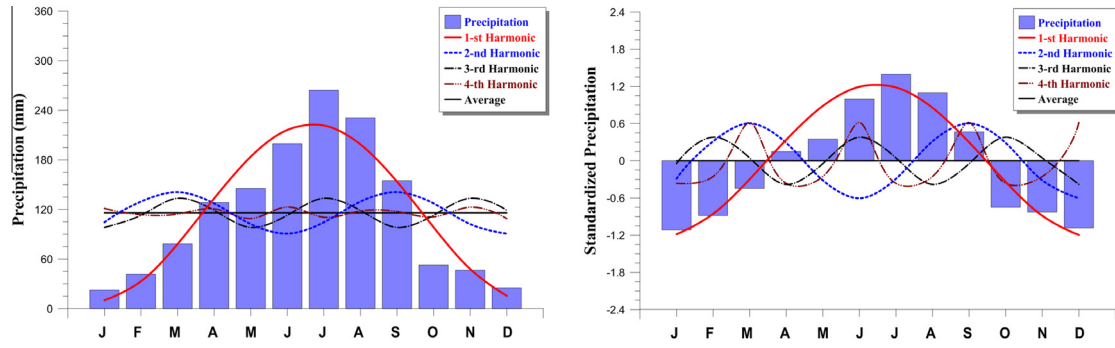 360
300
240
180
120
60
0
Precipitation (mm)
J F M A M J J A S O N D
Precipitation
1-st Harmonic
2-nd Harmonic
3-rd Harmonic
4-th Harmonic
Average
2.4
1.8
1.2
0.6
0
-0.6
-1.2
-1.8
-2.4
Standardized Precipitation
J F M A M J J A S O N D
Precipitation
1-st Harmonic
2-nd Harmonic
3-rd Harmonic
4-th Harmonic
Average